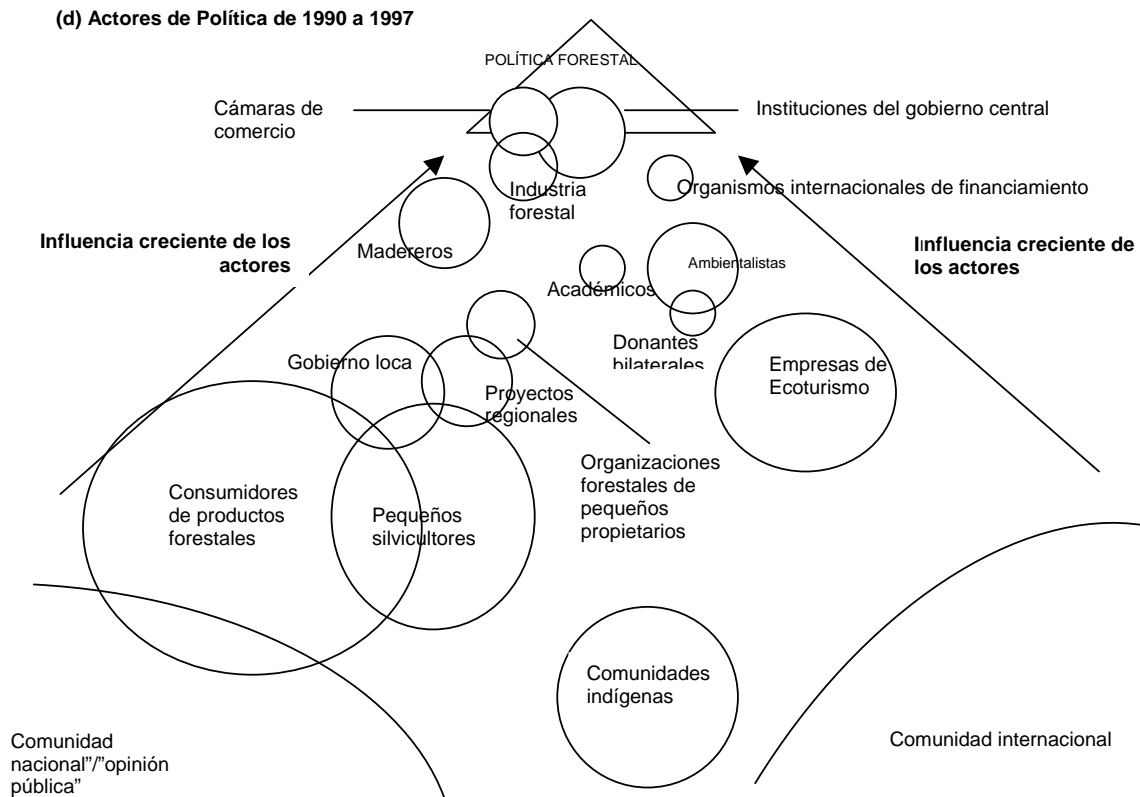 (d) Actores de Política de 1990 a 1997
POLÍTICA FORESTAL
Cámaras de
comercio
Instituciones del gobierno central
Industria
forestal
Organismos internacionales de financiamiento
Influencia creciente de los
actores
Madereros
Influencia creciente de
los actores
Ambientalistas
Académicos
Donantes
bilaterales
Gobierno loca
Proyectos
regionales
Empresas de
Ecoturismo
Organizaciones
forestales de
pequeños
propietarios
Consumidores
de productos
forestales
Pequeños
silvicultores
Comunidades
indígenas
Comunidad
nacional”/”opinión
pública”
Comunidad internacional